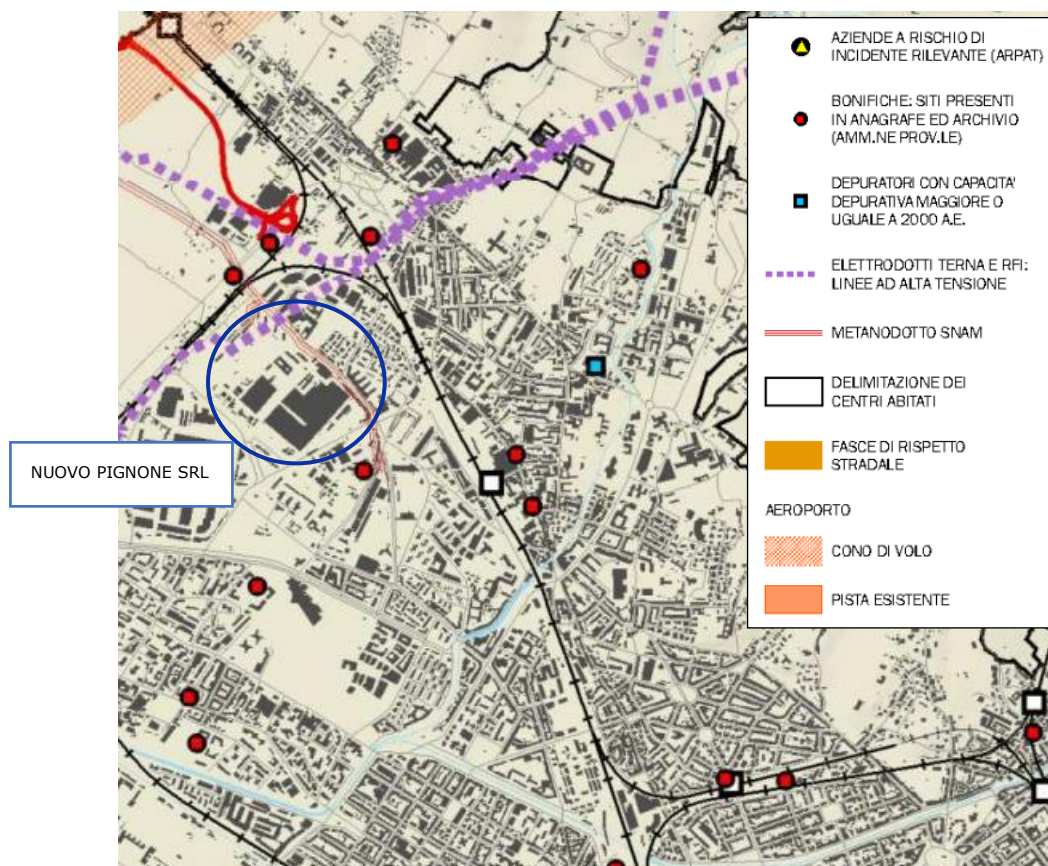 AZIENDE A RISCHIO DI
INCIDENTE RILEVANTE (ARPAT)
BONIFICHE: SITI PRESENTI
IN ANAGRAFE ED ARCHIVIO
(AMM.NE PROV.LE)
DEPURATORI CON CAPACITA'
DEPURATIVA MAGGIORE O
UGUALE A 2000 A.E.
ELETTRODOTTI TERNA E RFI:
LINEE AD ALTA TENSIONE
METANODOTTO SNAM
DELIMITAZIONE DEI
CENTRI ABITATI
FASCE DI RISPETTO
STRADALE
AEROPORTO
CONO DI VOLO
PISTA ESISTENTE
NUOVO PIGNONE SRL